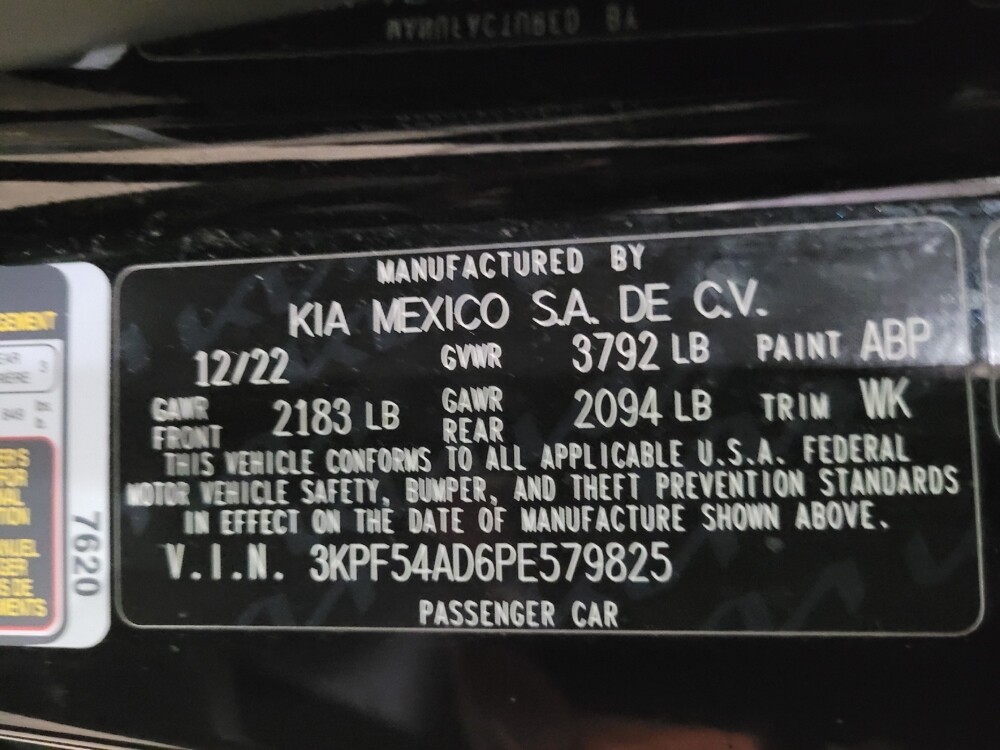 MANUFACTURED BY
MANUFACTURED BY
KIA MEXICO S.A. DE C.V.
12/22 GVWR 3792 LB PAINT ABP
GAWR FRONT 2183 LB GAWR REAR 2094 LB TRIM WK
THIS VEHICLE CONFORMS TO ALL APPLICABLE U.S.A. FEDERAL
MOTOR VEHICLE SAFETY, BUMPER, AND THEFT PREVENTION STANDARDS
IN EFFECT ON THE DATE OF MANUFACTURE SHOWN ABOVE.
V.I.N. 3KPF54AD6PE579825
PASSENGER CAR
7620